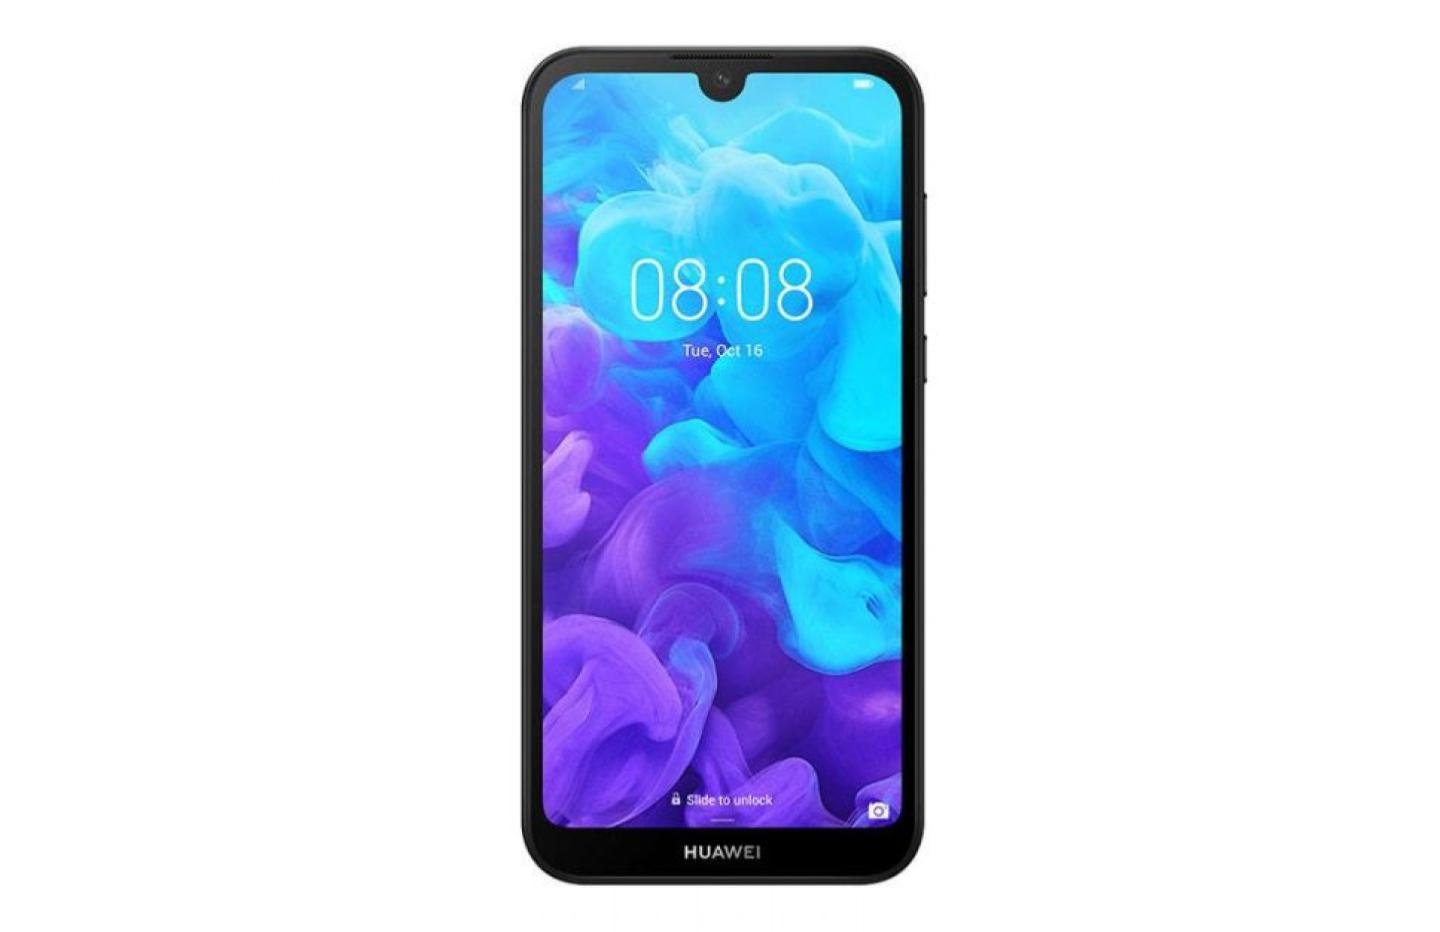 08:08
Tue, Oct 16
Slide to unlock
HUAWEI